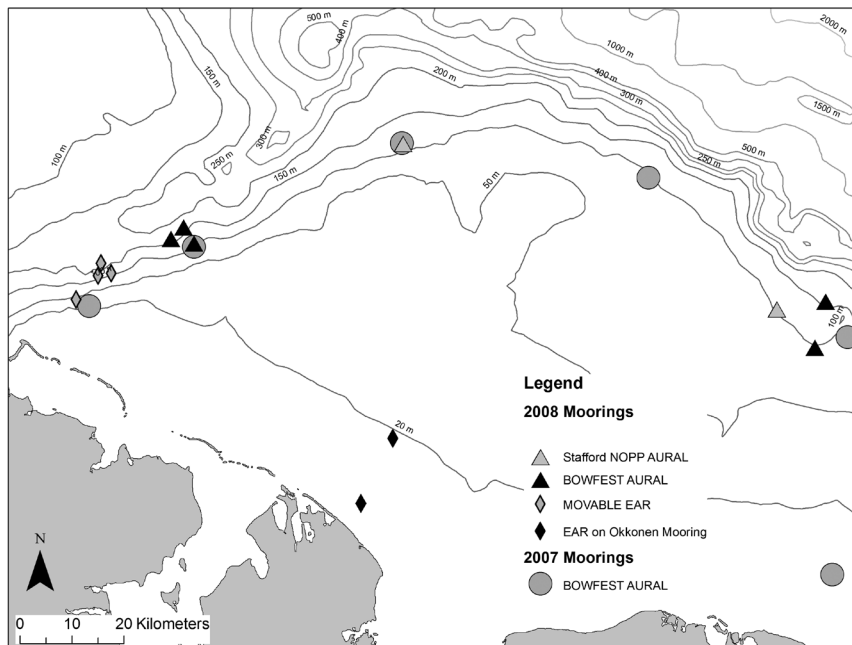 500 m
400 m
2000 m
1000 m
150 m
400 m
200 m
300 m
1500 m
300 m
500 m
100 m
250 m
250 m
150 m
50 m
100 m
Legend
2008 Moorings
20 m
Stafford NOPP AURAL
BOWFEST AURAL
MOVABLE EAR
EAR on Okkonen Mooring
N
2007 Moorings
BOWFEST AURAL
0 10 20 Kilometers